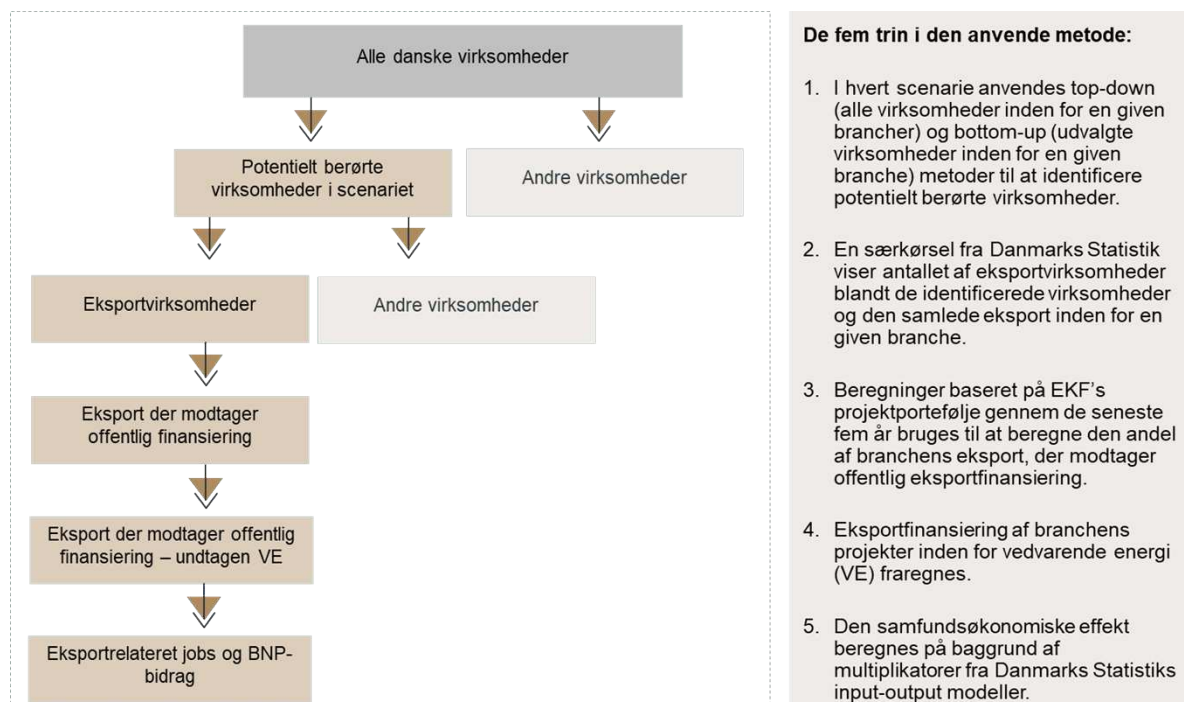 Alle danske virksomheder
Potentielt berørte
virksomheder i scenariet
Andre virksomheder
Eksportvirksomheder
Andre virksomheder
Eksport der modtager
offentlig finansiering
Eksport der modtager offentlig
finansiering – undtagen VE
Eksportrelateret jobs og BNP-
bidrag
De fem trin i den anvende metode:
1. I hvert scenarie anvendes top-down
(alle virksomheder inden for en given
brancher) og bottom-up (udvalgte
virksomheder inden for en given
branche) metoder til at identificere
potentielt berørte virksomheder.
2. En særkørsel fra Danmarks Statistik
viser antallet af eksportvirksomheder
blandt de identificerede virksomheder
og den samlede eksport inden for en
given branche.
3. Beregninger baseret på EKF's
projektportefølje gennem de seneste
fem år bruges til at beregne den andel
af branchens eksport, der modtager
offentlig eksportfinansiering.
4. Eksportfinansiering af branchens
projekter inden for vedvarende energi
(VE) fraregnes.
5. Den samfundsøkonomiske effekt
beregnes på baggrund af
multiplikatorer fra Danmarks Statistiks
input-output modeller.